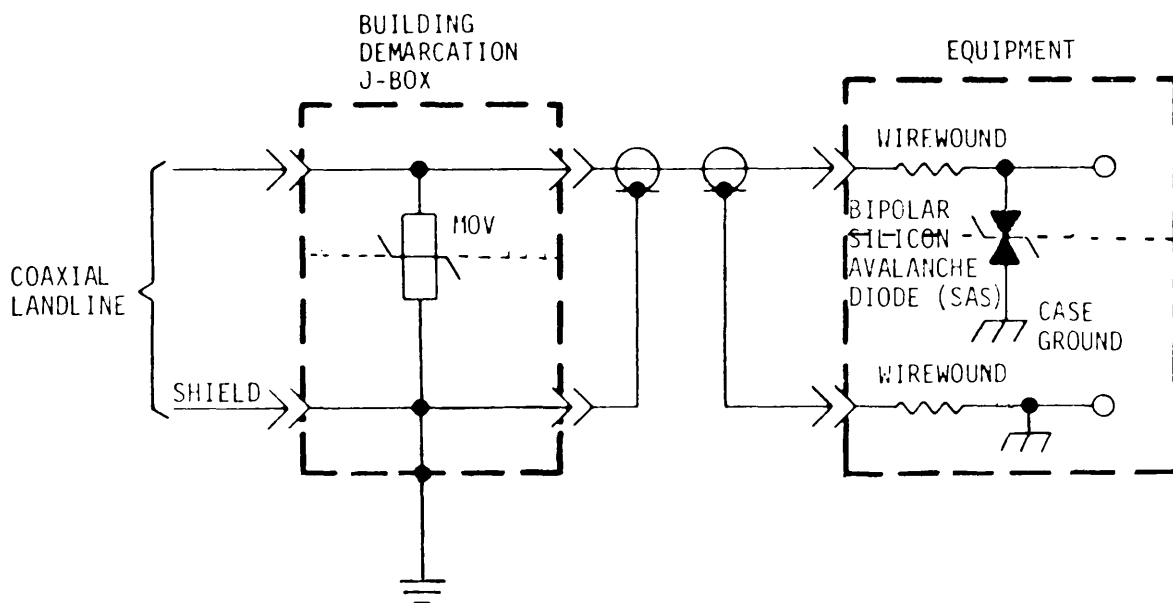 BUILDING
DEMARCATION
J-BOX
EQUIPMENT
WIREWOUND
MOV
BIPOLAR
SILICON
AVALANCHE
DIODE (SAS)
COAXIAL
LANDLINE
CASE
GROUND
SHIELD
WIREWOUND